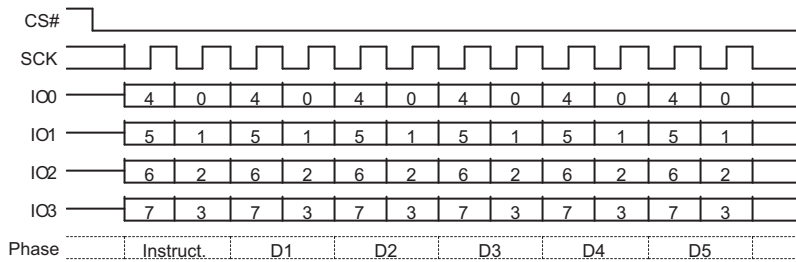 CS#
SCK
IO0 4 0 4 0 4 0 4 0 4 0 4 0
IO1 5 1 5 1 5 1 5 1 5 1 5 1
IO2 6 2 6 2 6 2 6 2 6 2 6 2
IO3 7 3 7 3 7 3 7 3 7 3 7 3
Phase Instruct. D1 D2 D3 D4 D5